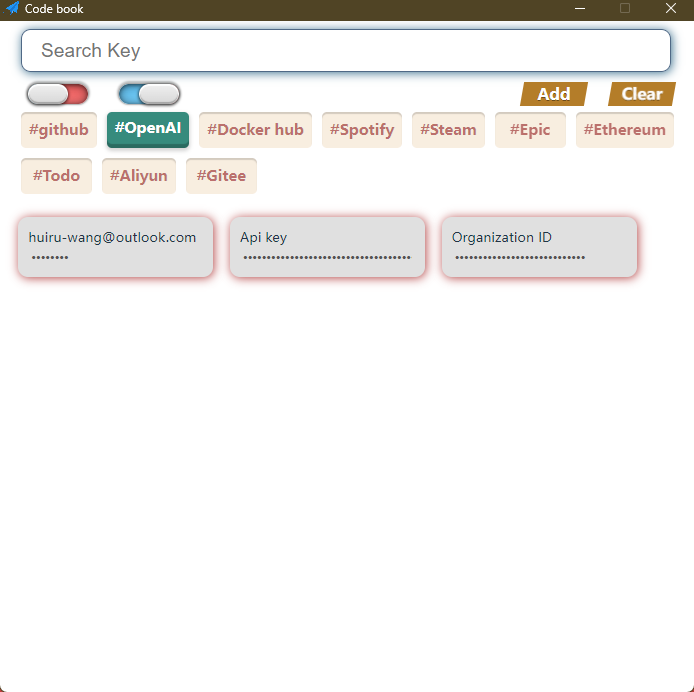 Code book
Search Key
Add Clear
#github #OpenAI #Docker hub #Spotify #Steam #Epic #Ethereum
#Todo #Aliyun #Gitee
huiru-wang@outlook.com Api key Organization ID
•••••••• •••••••••••••••••••••••••••••••••••• ••••••••••••••••••••••••••••